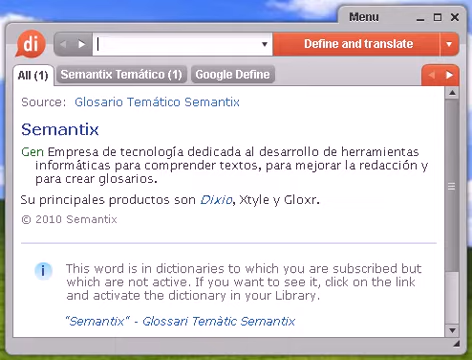 Menu
di
Define and translate
All (1)
Semantix Temático (1)
Google Define
Source: Glosario Temático Semantix
Semantix
Gen Empresa de tecnología dedicada al desarrollo de herramientas
informáticas para comprender textos, para mejorar la redacción y
para crear glosarios.
Su principales productos son Dixio, Xtyle y Gloxr.
© 2010 Semantix
i
This word is in dictionaries to which you are subscribed but
which are not active. If you want to see it, click on the link
and activate the dictionary in your Library.
"Semantix" - Glossari Temàtic Semantix